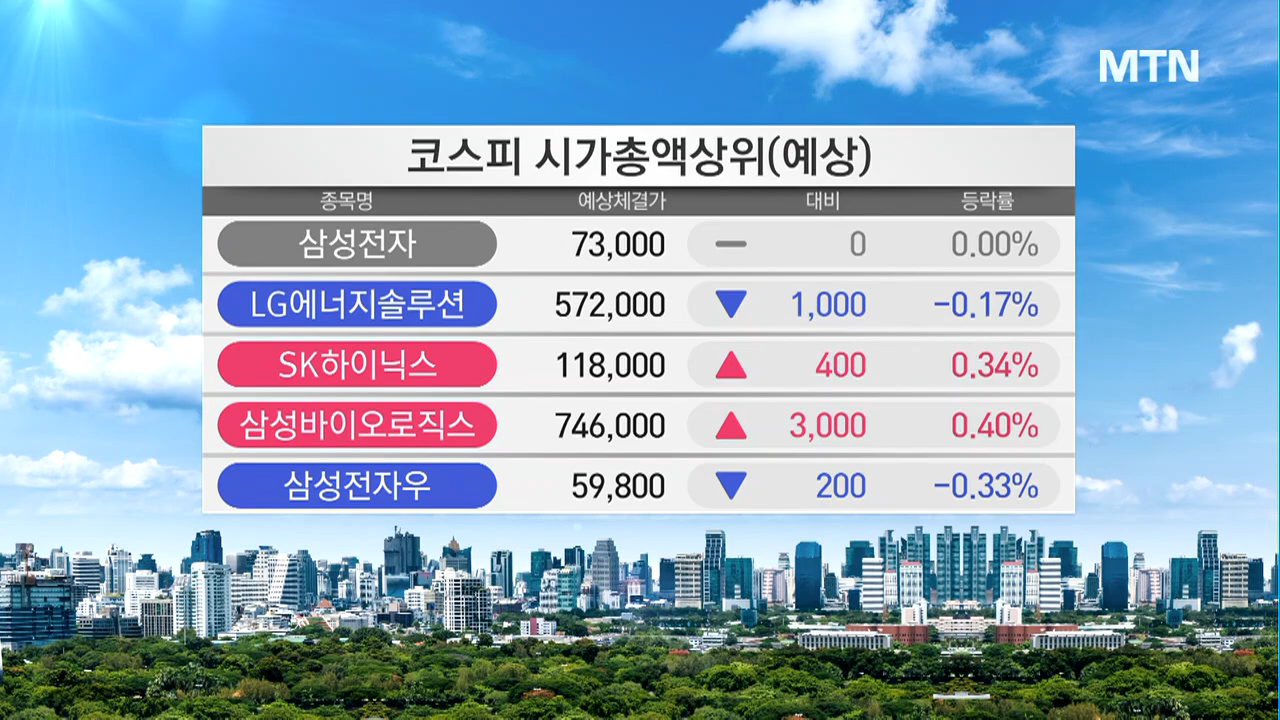 MTN
코스피 시가총액상위(예상)
종목명 예상체결가 대비 등락률
삼성전자 73,000 0 0.00%
LG에너지솔루션 572,000 ▼ 1,000 -0.17%
SK하이닉스 118,000 ▲ 400 0.34%
삼성바이오로직스 746,000 ▲ 3,000 0.40%
삼성전자우 59,800 ▼ 200 -0.33%